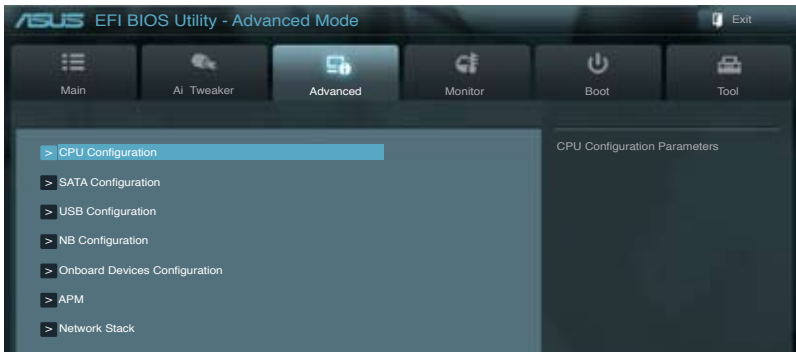 ASUS EFI BIOS Utility - Advanced Mode
Exit
Main
Ai Tweaker
Advanced
Monitor
Boot
Tool
> CPU Configuration
> SATA Configuration
> USB Configuration
> NB Configuration
> Onboard Devices Configuration
> APM
> Network Stack
CPU Configuration Parameters